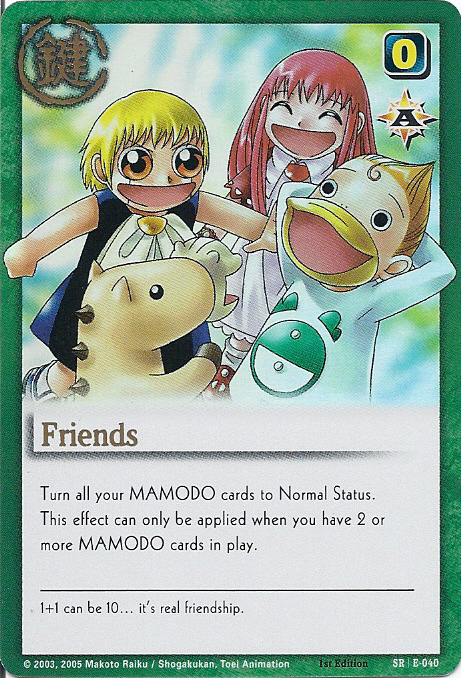 鍵
0
A
Friends
Turn all your MAMODO cards to Normal Status.
This effect can only be applied when you have 2 or
more MAMODO cards in play.
1+1 can be 10... it's real friendship.
© 2003, 2005 Makoto Raiku / Shogakukan, Toei Animation 1st Edition SR | E-040